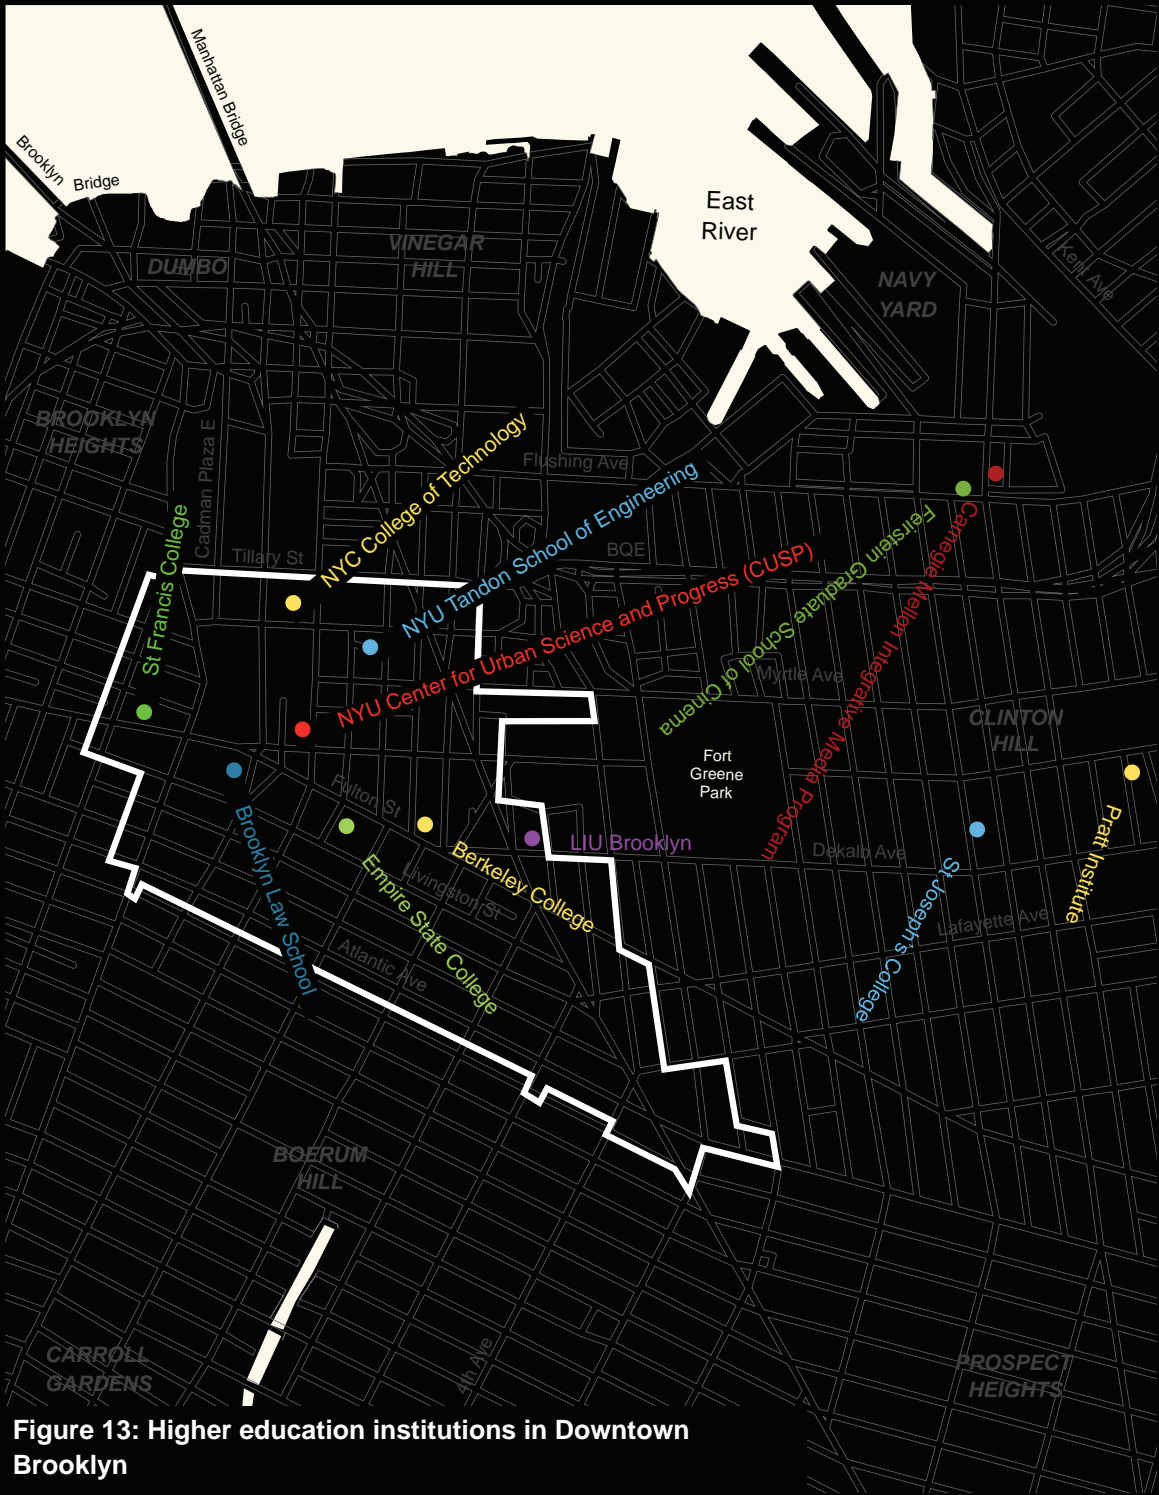 Manhattan Bridge
Brooklyn
Bridge
East
River
VINEGAR
HILL
DUMBO
NAVY
YARD
Kent Ave
BROOKLYN
HEIGHTS
Cadman Plaza E
Flushing Ave
Tillary St
BQE
NYC College of Technology
NYU Tandon School of Engineering
St Francis College
NYU Center for Urban Science and Progress (CUSP)
Feirstein Graduate School of Cinema
Carnegie Mellon Integrative Media Program
Myrtle Ave
CLINTON
HILL
Fort
Greene
Park
Fulton St
Brooklyn Law School
LIU Brooklyn
Dekalb Ave
Pratt Institute
Berkeley College
Empire State College
Livingston St
St Joseph's College
Lafayette Ave
Atlantic Ave
BOERUM
HILL
CARROLL
GARDENS
4th Ave
PROSPECT
HEIGHTS
Figure 13: Higher education institutions in Downtown
Brooklyn